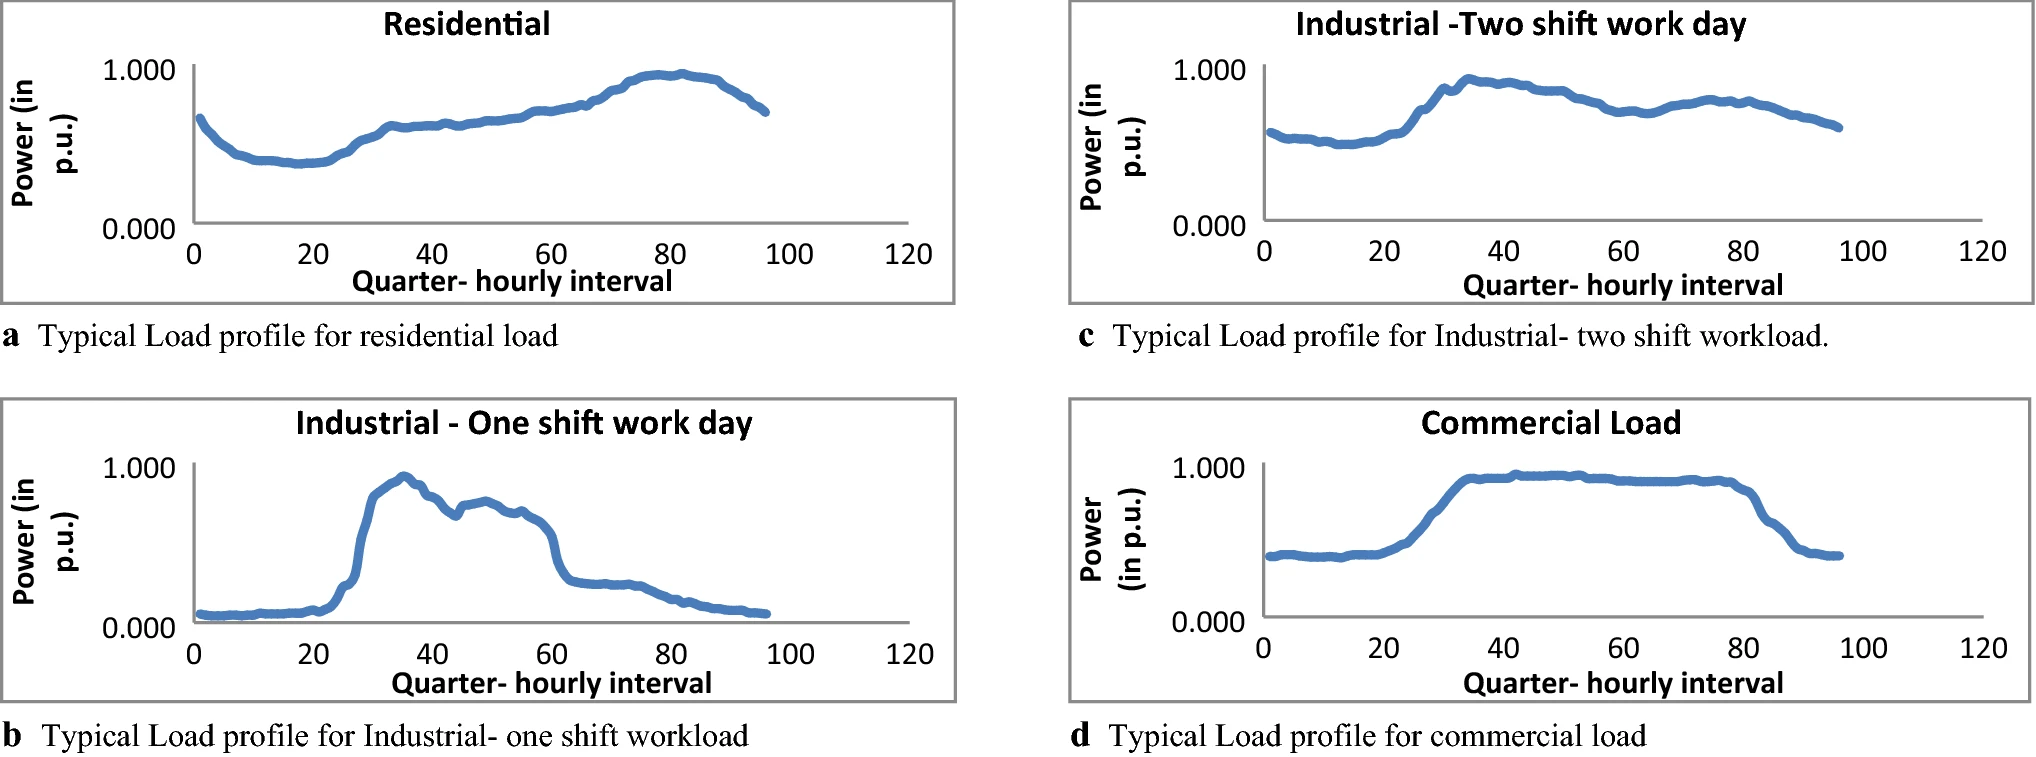 Residential
1.000
Power (in
p.u.)
0.000
0 20 40 60 80 100 120
Quarter- hourly interval
a Typical Load profile for residential load
Industrial - One shift work day
1.000
Power (in
p.u.)
0.000
0 20 40 60 80 100 120
Quarter- hourly interval
b Typical Load profile for Industrial- one shift workload
Industrial -Two shift work day
1.000
Power (in
p.u.)
0.000
0 20 40 60 80 100 120
Quarter- hourly interval
c Typical Load profile for Industrial- two shift workload.
Commercial Load
1.000
Power
(in p.u.)
0.000
0 20 40 60 80 100 120
Quarter- hourly interval
d Typical Load profile for commercial load